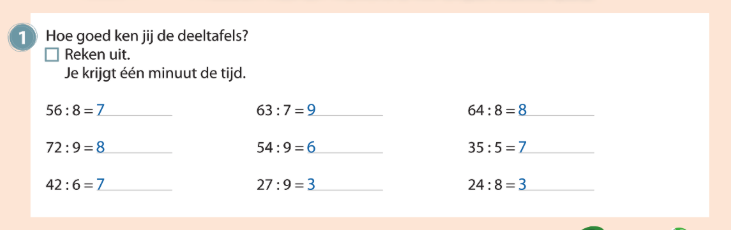 1 Hoe goed ken jij de deeltafels?
Reken uit.
Je krijgt één minuut de tijd.
56 : 8 = 7 63 : 7 = 9 64 : 8 = 8
72 : 9 = 8 54 : 9 = 6 35 : 5 = 7
42 : 6 = 7 27 : 9 = 3 24 : 8 = 3